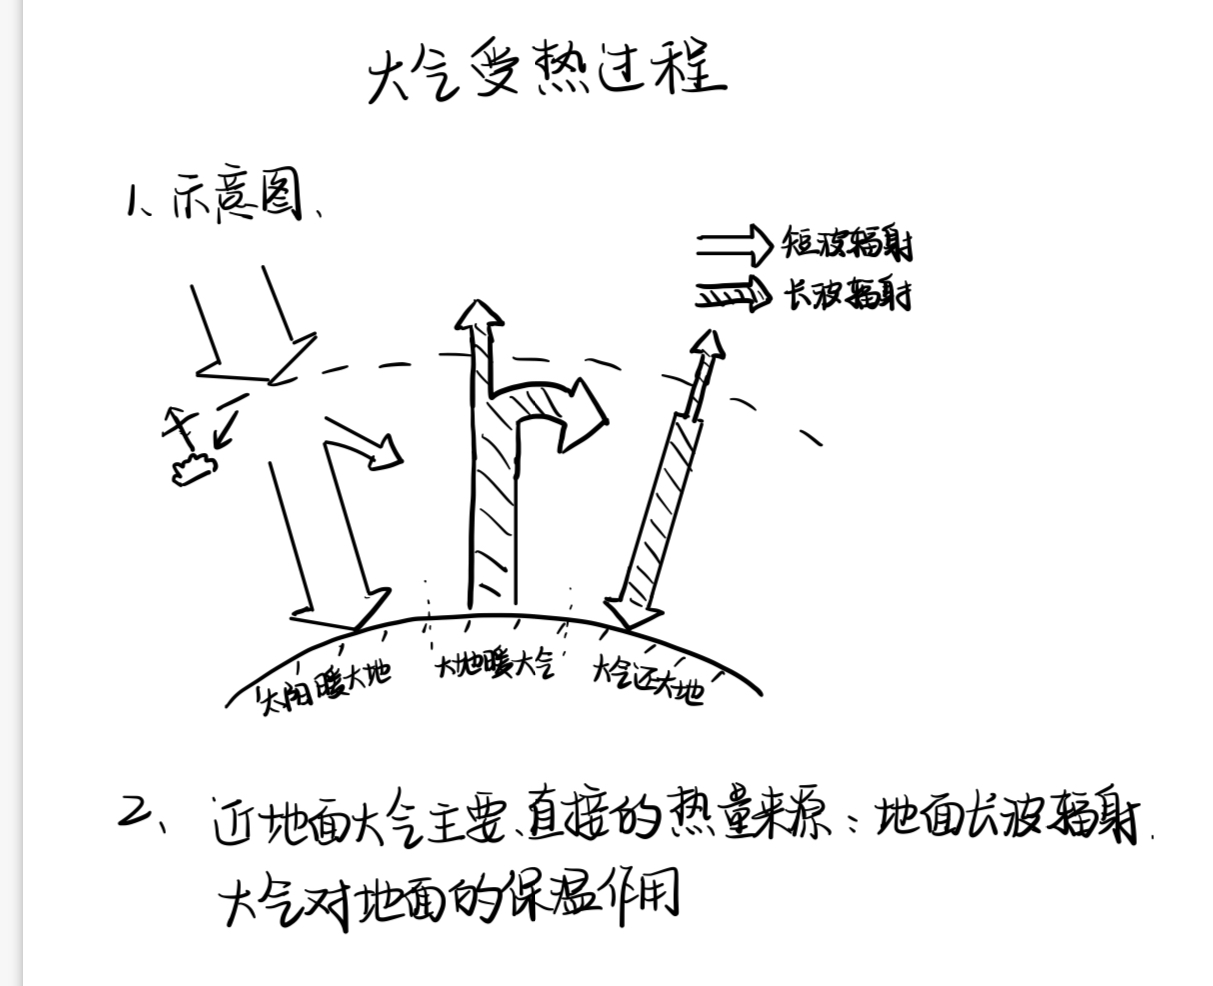 大气受热过程
1、示意图、
短波辐射
长波辐射
太阳暖大地
大地暖大气
大气还大地
2、近地面大气主要、直接的热量来源：地面长波辐射.
大气对地面的保温作用